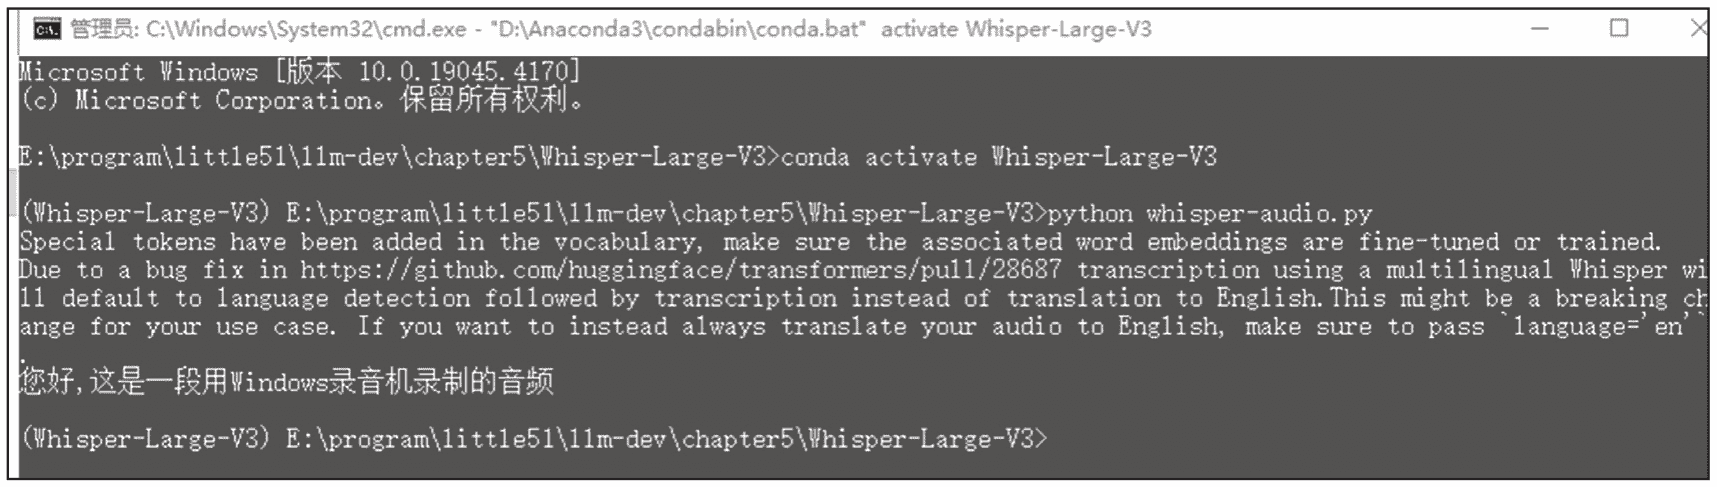 管理员: C:\Windows\System32\cmd.exe - "D:\Anaconda3\condabin\conda.bat" activate Whisper-Large-V3
Microsoft Windows [版本 10.0.19045.4170]
(c) Microsoft Corporation。保留所有权利。
E:\program\little51\llm-dev\chapter5\Whisper-Large-V3>conda activate Whisper-Large-V3
(Whisper-Large-V3) E:\program\little51\llm-dev\chapter5\Whisper-Large-V3>python whisper-audio.py
Special tokens have been added in the vocabulary, make sure the associated word embeddings are fine-tuned or trained.
Due to a bug fix in https://github.com/huggingface/transformers/pull/28687 transcription using a multilingual Whisper wi
ll default to language detection followed by transcription instead of translation to English.This might be a breaking ch
ange for your use case. If you want to instead always translate your audio to English, make sure to pass `language='en'`
.
您好,这是一段用Windows录音机录制的音频
(Whisper-Large-V3) E:\program\little51\llm-dev\chapter5\Whisper-Large-V3>